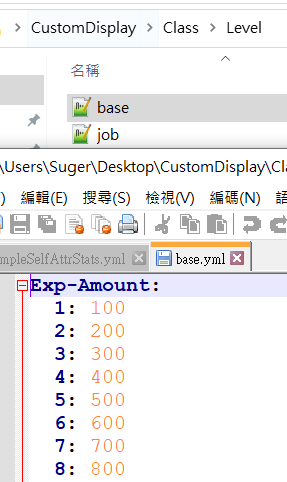 CustomDisplay Class Level
名稱
base
job
\Users\Suger\Desktop\CustomDisplay\Cla
) 編輯(E) 搜尋(S) 檢視(V) 編碼(N) 語
mpleSelfAttrStats.yml base.yml
Exp-Amount:
1: 100
2: 200
3: 300
4: 400
5: 500
6: 600
7: 700
8: 800